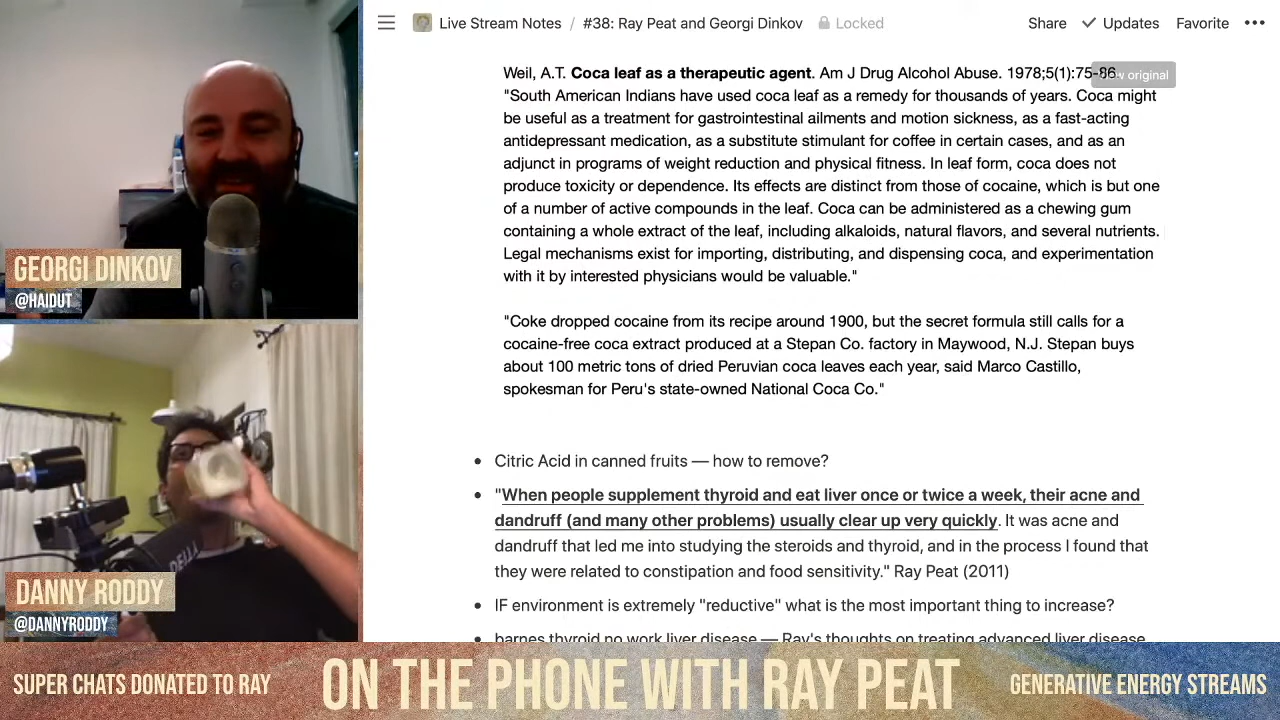 Live Stream Notes / #38: Ray Peat and Georgi Dinkov Locked Share Updates Favorite
Weil, A.T. Coca leaf as a therapeutic agent. Am J Drug Alcohol Abuse. 1978;5(1):75-86
original
"South American Indians have used coca leaf as a remedy for thousands of years. Coca might
be useful as a treatment for gastrointestinal ailments and motion sickness, as a fast-acting
antidepressant medication, as a substitute stimulant for coffee in certain cases, and as an
adjunct in programs of weight reduction and physical fitness. In leaf form, coca does not
produce toxicity or dependence. Its effects are distinct from those of cocaine, which is but one
of a number of active compounds in the leaf. Coca can be administered as a chewing gum
containing a whole extract of the leaf, including alkaloids, natural flavors, and several nutrients.
Legal mechanisms exist for importing, distributing, and dispensing coca, and experimentation
with it by interested physicians would be valuable."
"Coke dropped cocaine from its recipe around 1900, but the secret formula still calls for a
cocaine-free coca extract produced at a Stepan Co. factory in Maywood, N.J. Stepan buys
about 100 metric tons of dried Peruvian coca leaves each year, said Marco Castillo,
spokesman for Peru's state-owned National Coca Co."
Citric Acid in canned fruits — how to remove?
"When people supplement thyroid and eat liver once or twice a week, their acne and
dandruff (and many other problems) usually clear up very quickly. It was acne and
dandruff that led me into studying the steroids and thyroid, and in the process I found that
they were related to constipation and food sensitivity." Ray Peat (2011)
IF environment is extremely "reductive" what is the most important thing to increase?
barnes thyroid no work liver disease — Ray's thoughts on treating advanced liver disease
GEORGI DINKOV
@HAIDUT
DANNY RODDY
@DANNYRODDY
SUPER CHATS DONATED TO RAY
ON THE PHONE WITH RAY PEAT
GENERATIVE ENERGY STREAMS